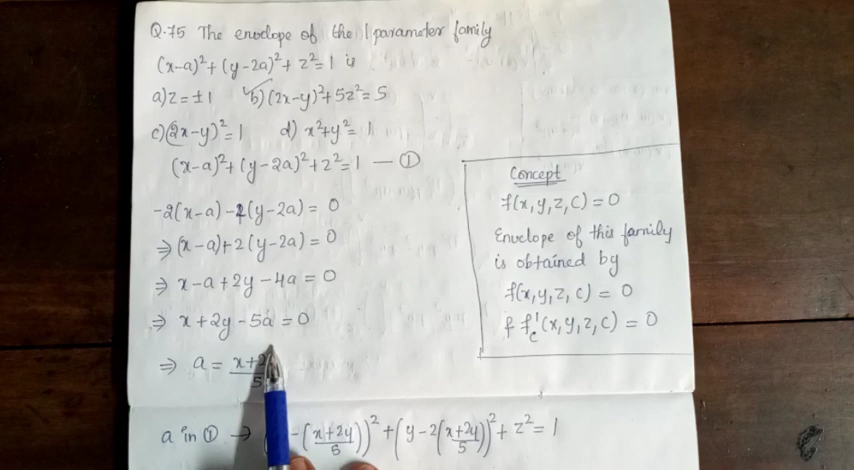 Q.75 The envelope of the 1 parameter family
(x-a)²+(y-2a)²+z²=1 is
a) z=±1 b) (2x-y)²+5z²=5
c) (2x-y)²=1 d) x²+y²=1
(x-a)²+(y-2a)²+z²=1 — ①
-2(x-a)-4(y-2a)=0
⇒ (x-a)+2(y-2a)=0
⇒ x-a+2y-4a=0
⇒ x+2y-5a=0
⇒ a = x+2 / 5
a in ① → -(x+2y/5))²+(y-2(x+2y/5))²+z²=1
Concept
f(x,y,z,c)=0
Envelope of this family
is obtained by
f(x,y,z,c)=0
& f'c(x,y,z,c)=0